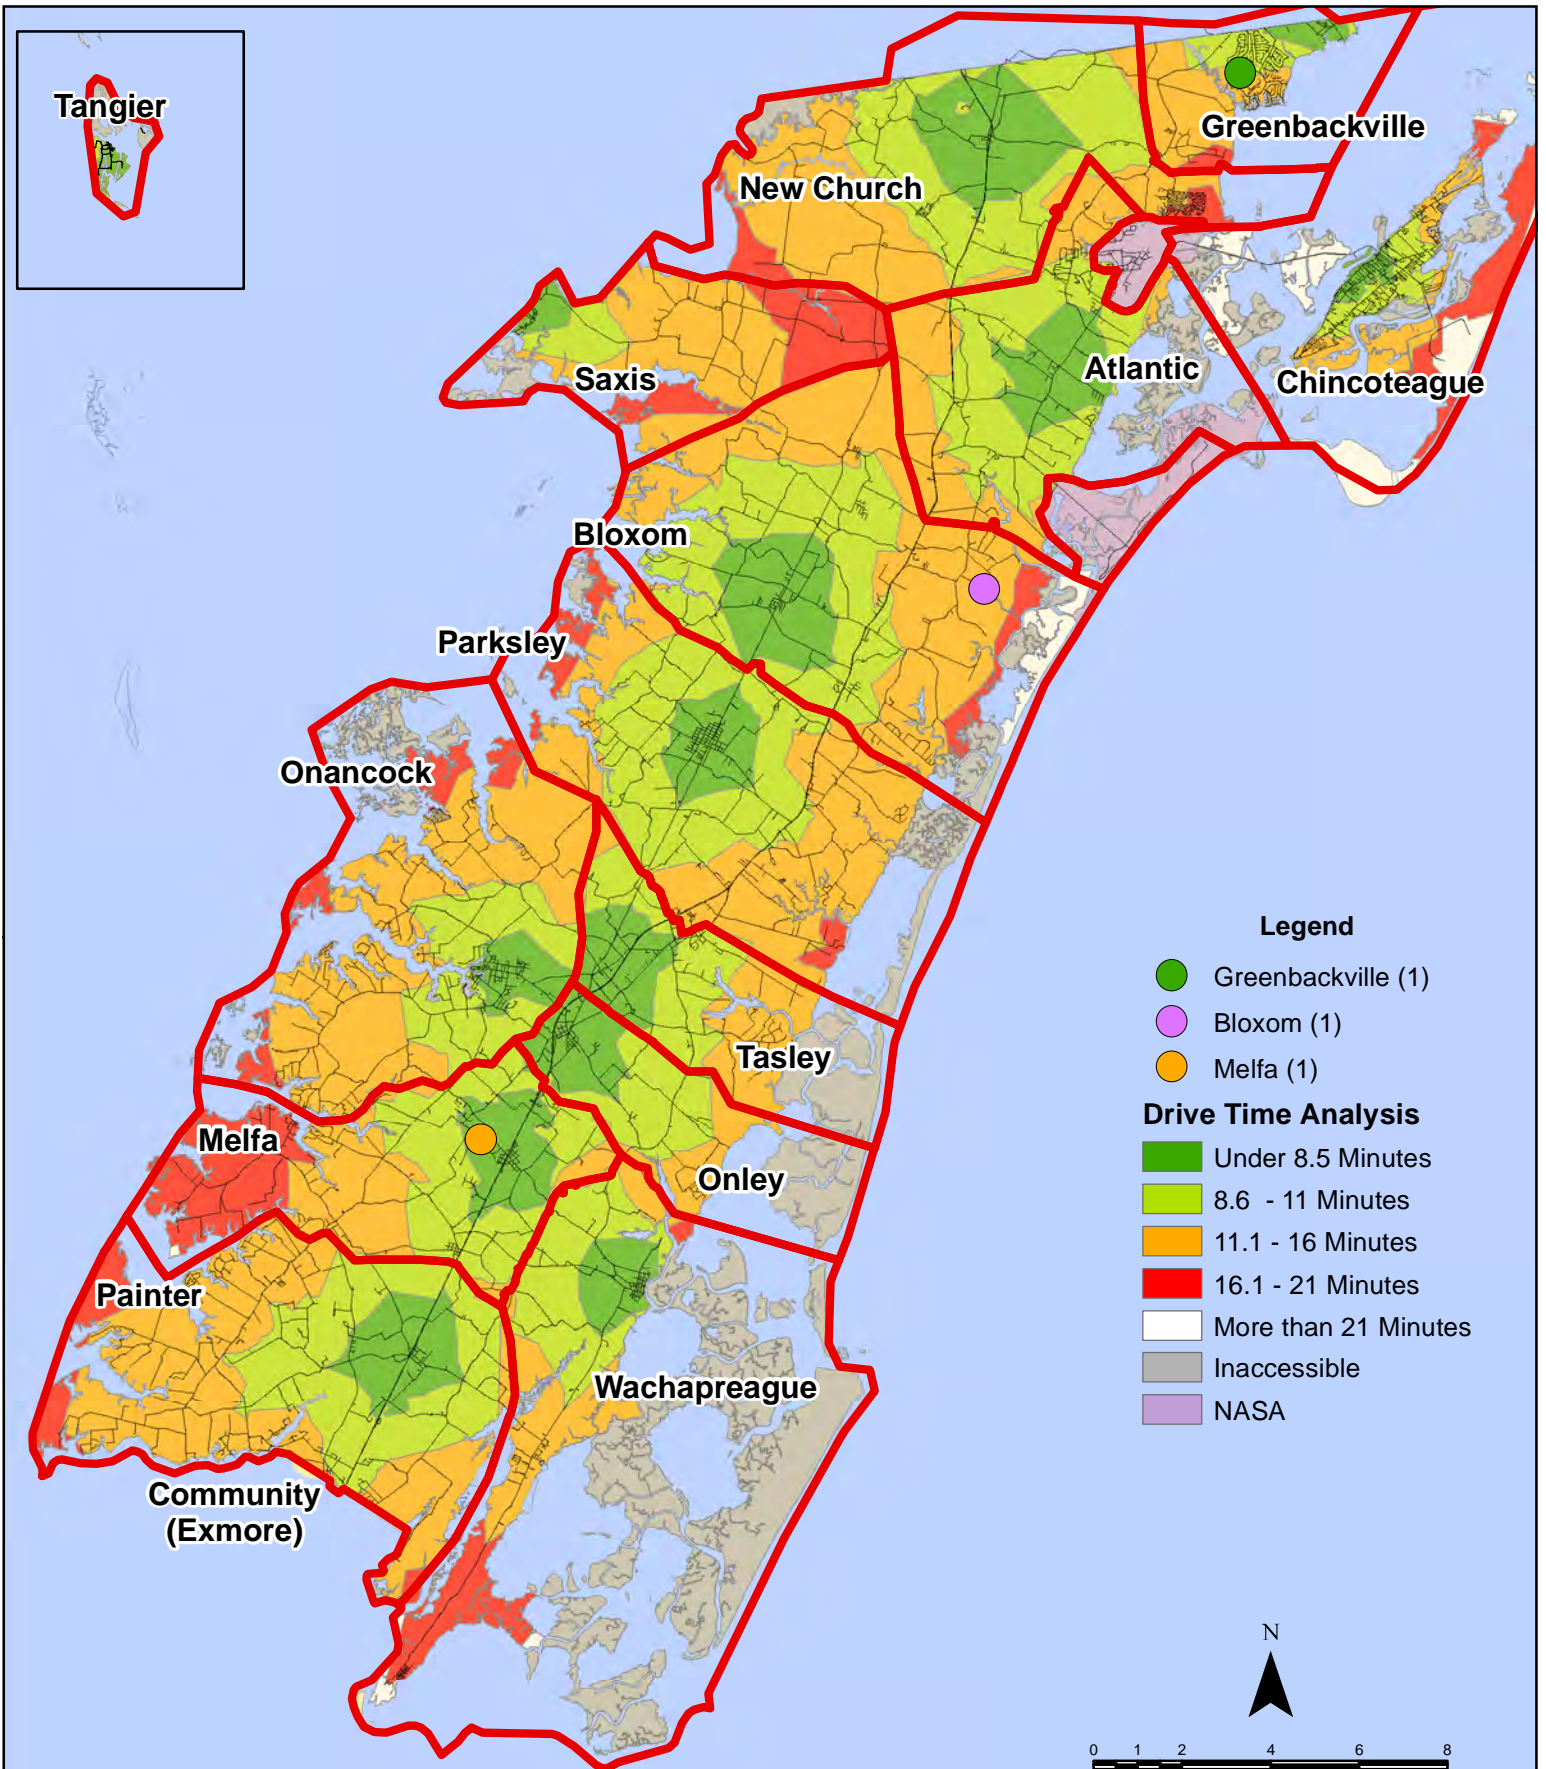 Tangier
Greenbackville
New Church
Atlantic
Saxis
Chincoteague
Bloxom
Parksley
Onancock
Tasley
Melfa
Onley
Painter
Wachapreague
Community
(Exmore)
Legend
Greenbackville (1)
Bloxom (1)
Melfa (1)
Drive Time Analysis
Under 8.5 Minutes
8.6 - 11 Minutes
11.1 - 16 Minutes
16.1 - 21 Minutes
More than 21 Minutes
Inaccessible
NASA
N
0 1 2 4 6 8